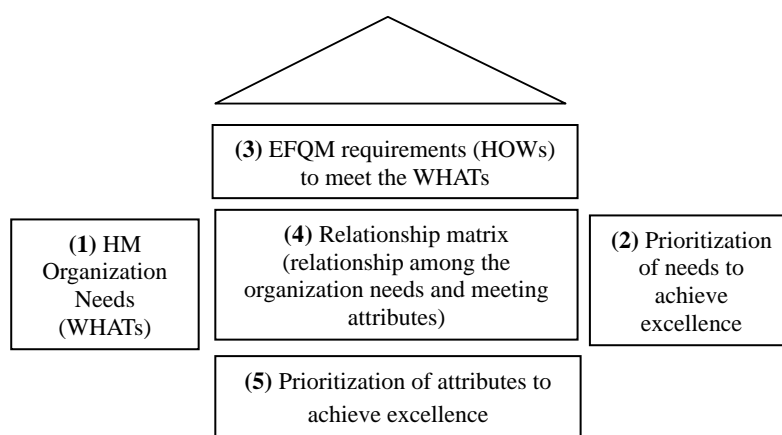 (3) EFQM requirements (HOWs)
to meet the WHATs
(1) HM
Organization
Needs
(WHATs)
(4) Relationship matrix
(relationship among the
organization needs and meeting
attributes)
(2) Prioritization
of needs to
achieve
excellence
(5) Prioritization of attributes to
achieve excellence